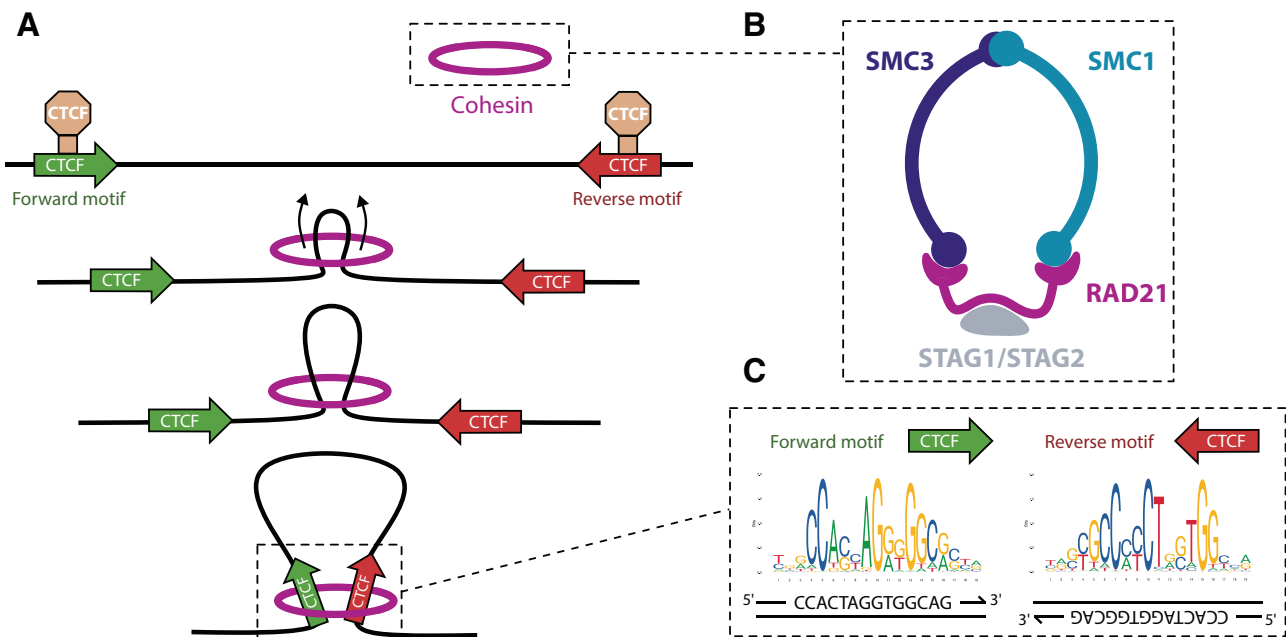 A
B
Cohesin
SMC3
SMC1
CTCF
CTCF
CTCF
CTCF
Forward motif
Reverse motif
CTCF
CTCF
RAD21
STAG1/STAG2
CTCF
CTCF
C
Forward motif
CTCF
Reverse motif
CTCF
CTCF
CTCF
5' CCACTAGGTGGCAG 3'
3' CCACTAGGTGGCAG 5'